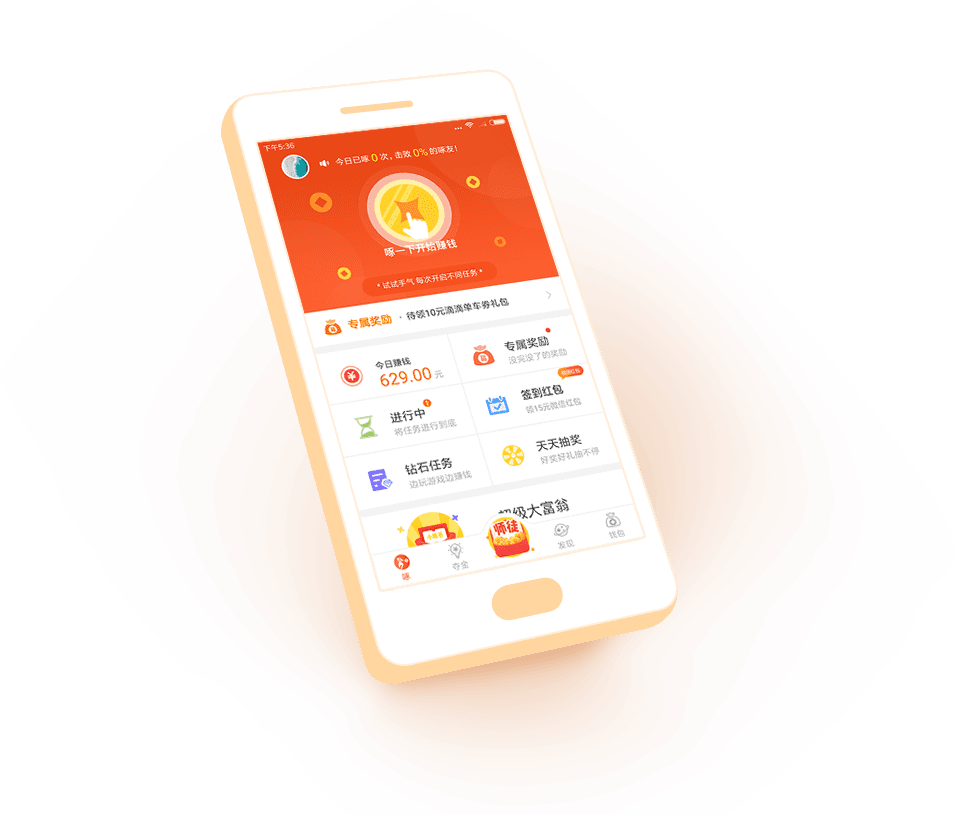 下午5:36
今日已啄0次, 击败0%的啄友!
啄一下开始赚钱
*试试手气 每次开启不同任务*
专属奖励 · 待领10元滴滴单车券礼包
今日赚钱
629.00元
专属奖励
没完没了的奖励
进行中
将任务进行到底
签到红包
领15元微信红包
钻石任务
边玩游戏边赚钱
天天抽奖
好奖好礼抽不停
超级大富翁
师徒
啄
夺金
发现
钱包